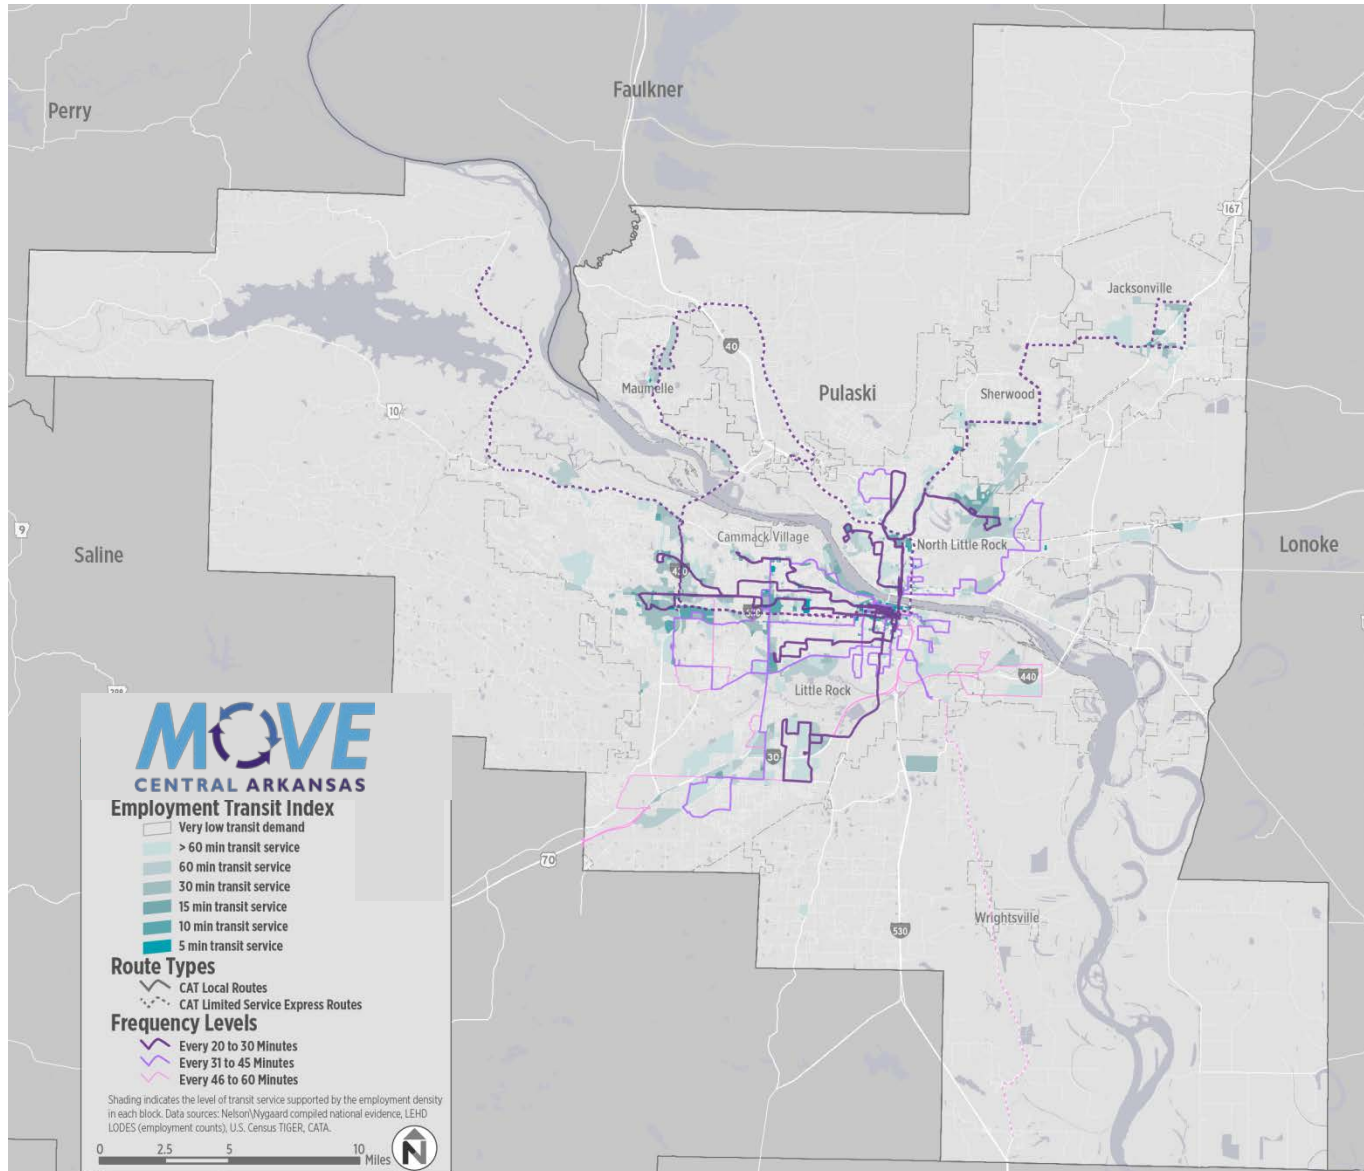 Faulkner
Perry
167
Jacksonville
40
Maumelle
Pulaski
Sherwood
10
9
Saline
Cammack Village
North Little Rock
Lonoke
430
630
Little Rock
440
30
70
Wrightsville
530
MOVE
CENTRAL ARKANSAS
Employment Transit Index
Very low transit demand
> 60 min transit service
60 min transit service
30 min transit service
15 min transit service
10 min transit service
5 min transit service
Route Types
CAT Local Routes
CAT Limited Service Express Routes
Frequency Levels
Every 20 to 30 Minutes
Every 31 to 45 Minutes
Every 46 to 60 Minutes
Shading indicates the level of transit service supported by the employment density
in each block. Data sources: Nelson\Nygaard compiled national evidence, LEHD
LODES (employment counts), U.S. Census TIGER, CATA.
0 2.5 5 10
Miles
N